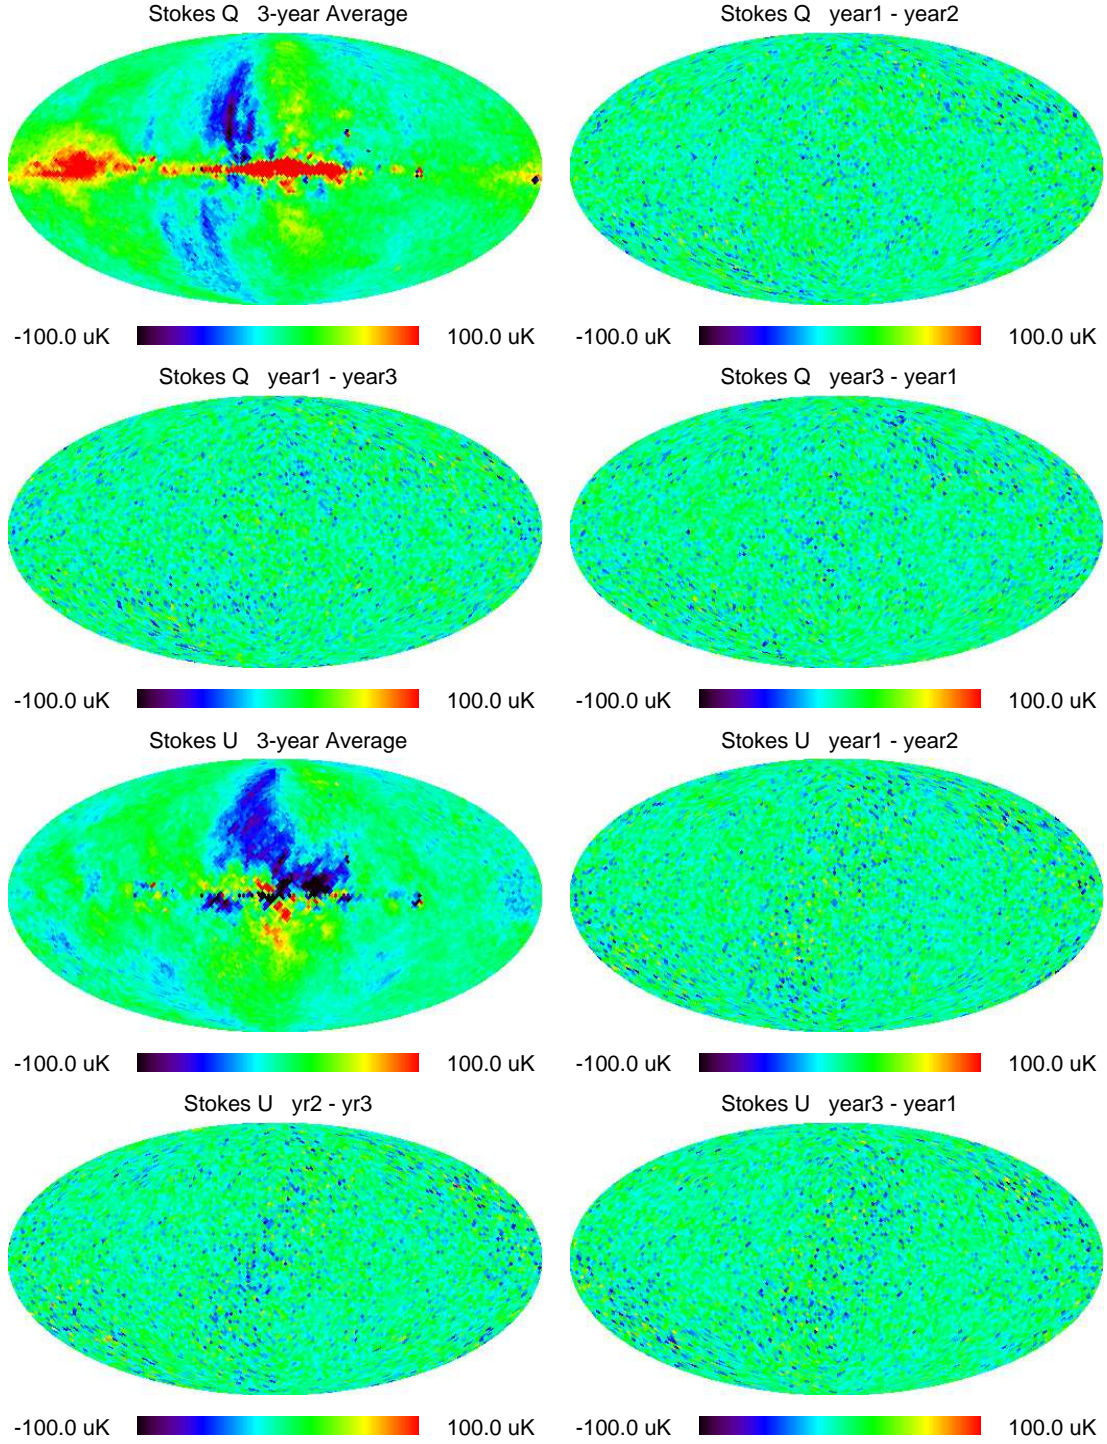 Stokes Q 3-year Average
Stokes Q year1 - year2
-100.0 uK 100.0 uK
-100.0 uK 100.0 uK
Stokes Q year1 - year3
Stokes Q year3 - year1
-100.0 uK 100.0 uK
-100.0 uK 100.0 uK
Stokes U 3-year Average
Stokes U year1 - year2
-100.0 uK 100.0 uK
-100.0 uK 100.0 uK
Stokes U yr2 - yr3
Stokes U year3 - year1
-100.0 uK 100.0 uK
-100.0 uK 100.0 uK